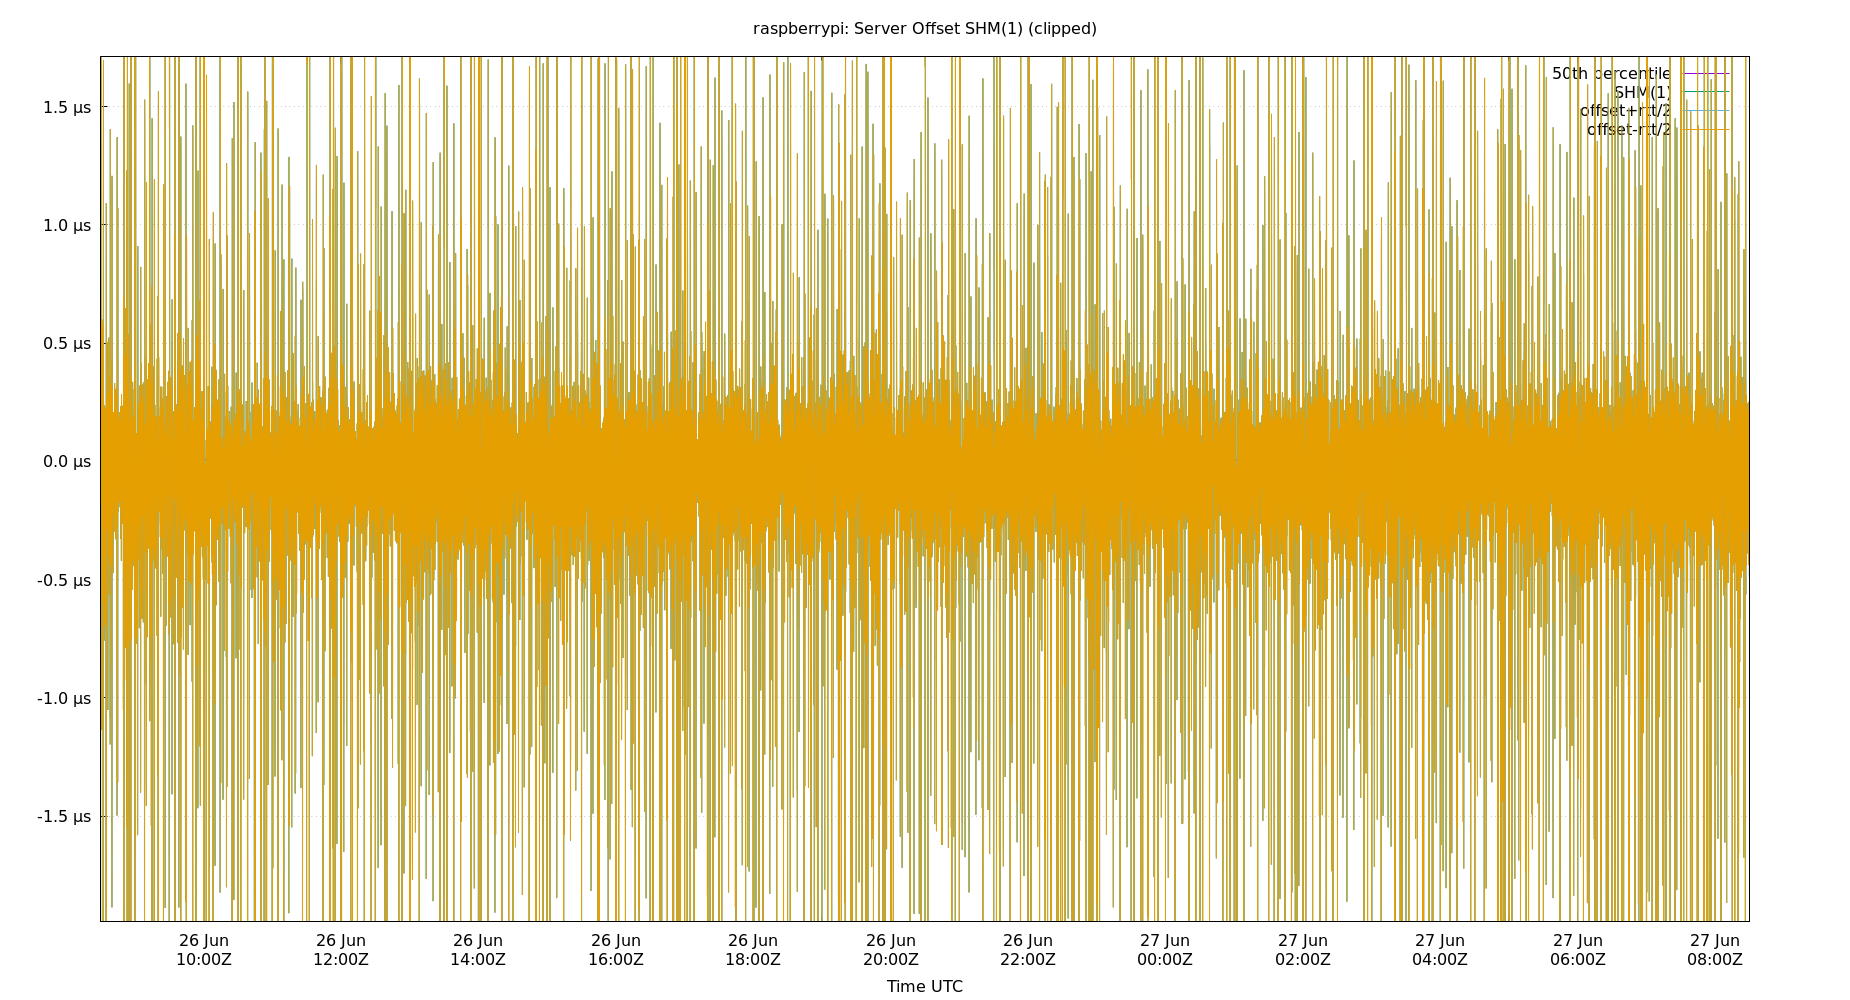 raspberrypi: Server Offset SHM(1) (clipped)
50th percentile
SHM(1)
offset+rtt/2
offset-rtt/2
1.5 µs
1.0 µs
0.5 µs
0.0 µs
-0.5 µs
-1.0 µs
-1.5 µs
26 Jun 26 Jun 26 Jun 26 Jun 26 Jun 26 Jun 26 Jun 27 Jun 27 Jun 27 Jun 27 Jun 27 Jun
10:00Z 12:00Z 14:00Z 16:00Z 18:00Z 20:00Z 22:00Z 00:00Z 02:00Z 04:00Z 06:00Z 08:00Z
Time UTC